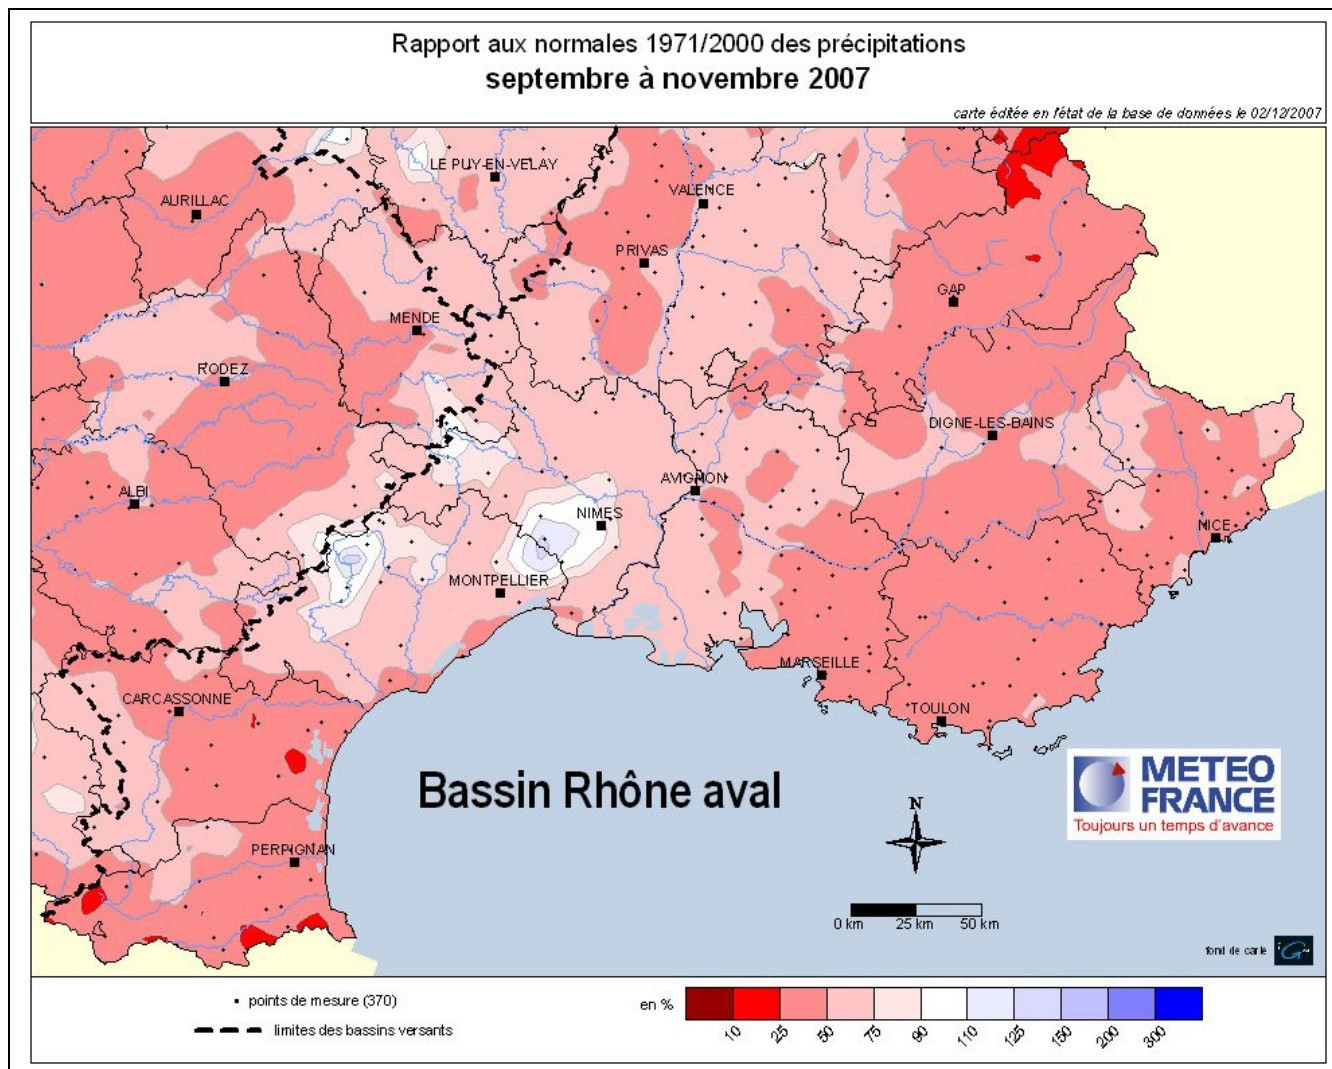 Rapport aux normales 1971/2000 des précipitations
septembre à novembre 2007
carte éditée en l'état de la base de données le 02/12/2007
LE PUY-EN-VELAY
AURILLAC
VALENCE
PRIVAS
GAP
MENDE
RODEZ
DIGNE-LES-BAINS
ALBI
AVIGNON
NIMES
NICE
MONTPELLIER
MARSEILLE
CARCASSONNE
TOULON
Bassin Rhône aval
METEO
FRANCE
Toujours un temps d'avance
N
PERPIGNAN
0 km 25 km 50 km
fond de carte
points de mesure (370)
limites des bassins versants
en %
10 25 50 75 90 110 125 150 200 300